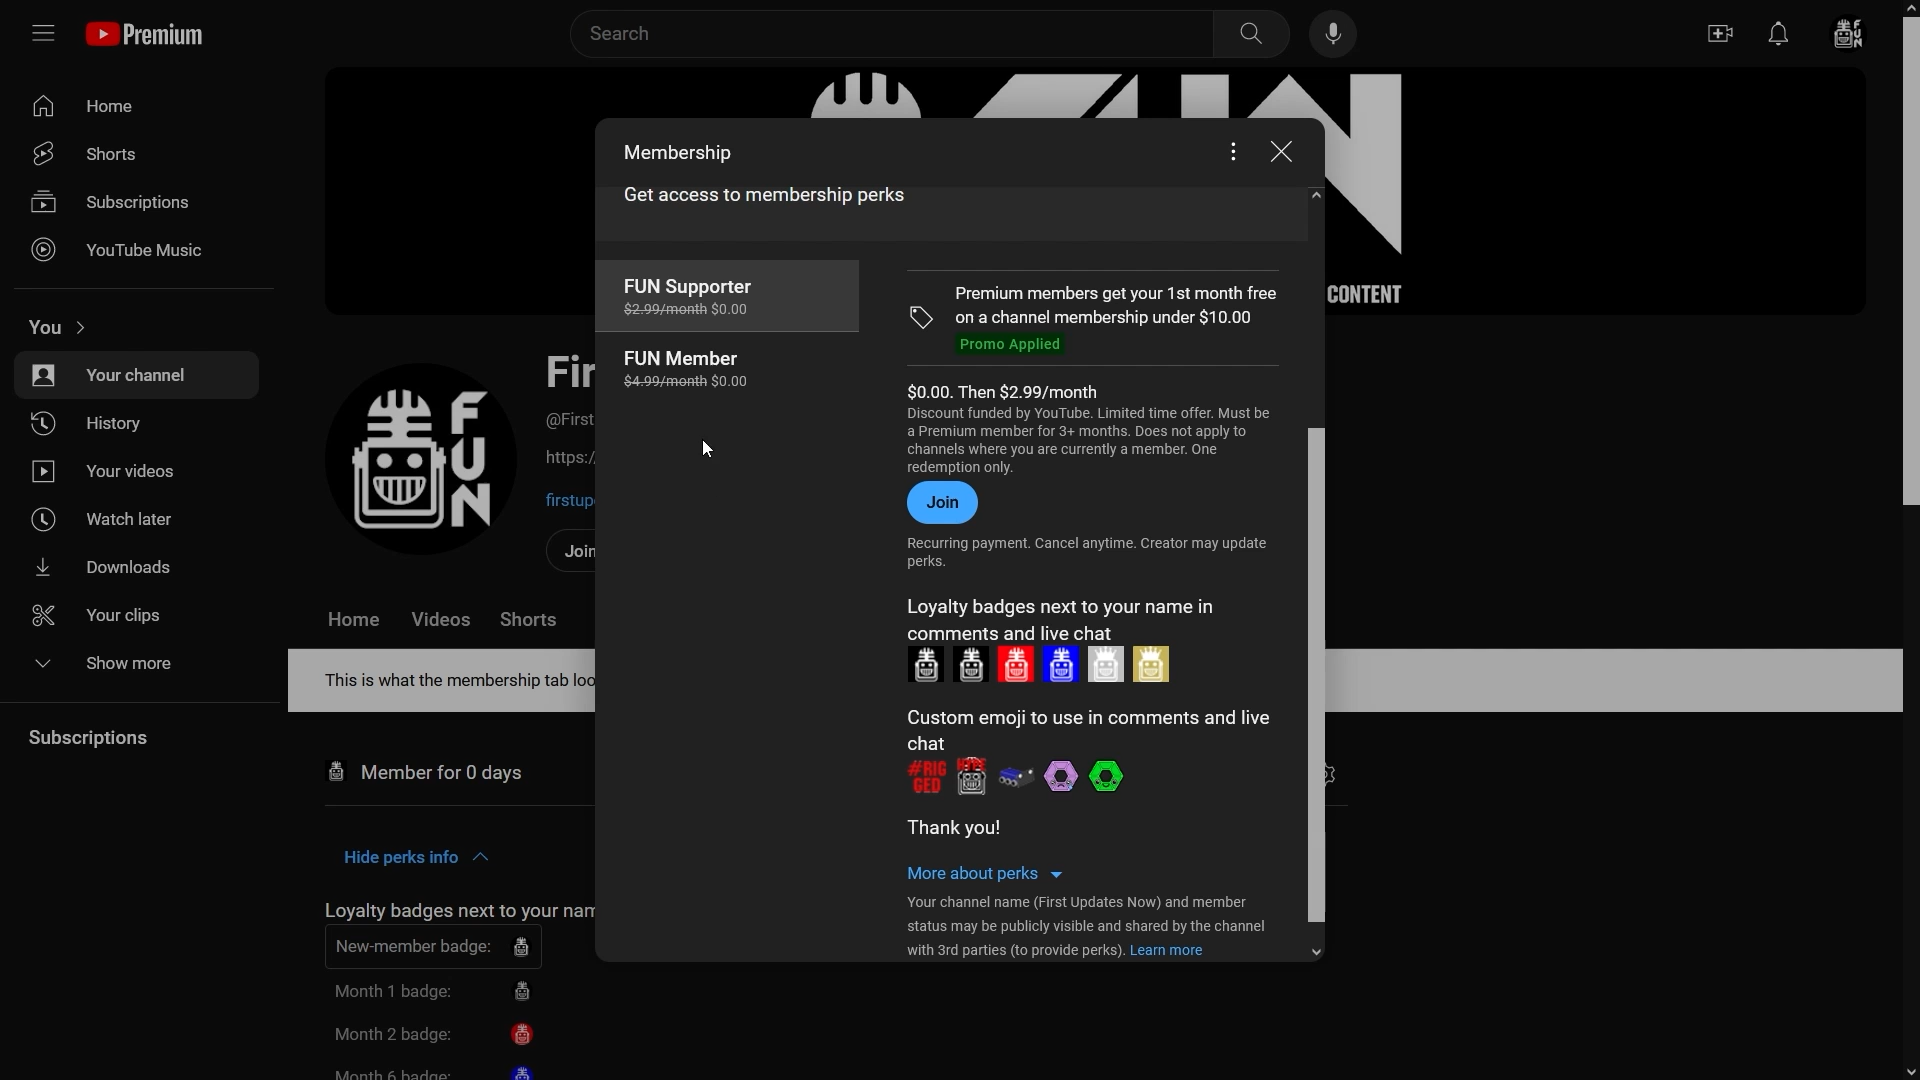 Premium
Search
FUN
Home
Shorts
Subscriptions
YouTube Music
You
Your channel
History
Your videos
Watch later
Downloads
Your clips
Show more
Subscriptions
CONTENT
FUN
Fir
@First
https:/
firstup
Join
Home Videos Shorts
This is what the membership tab loo
Member for 0 days
Hide perks info
Loyalty badges next to your nam
New-member badge:
Month 1 badge:
Month 2 badge:
Month 6 badge:
Membership
Get access to membership perks
FUN Supporter
$2.99/month $0.00
FUN Member
$4.99/month $0.00
Premium members get your 1st month free
on a channel membership under $10.00
Promo Applied
$0.00. Then $2.99/month
Discount funded by YouTube. Limited time offer. Must be
a Premium member for 3+ months. Does not apply to
channels where you are currently a member. One
redemption only.
Join
Recurring payment. Cancel anytime. Creator may update
perks.
Loyalty badges next to your name in
comments and live chat
Custom emoji to use in comments and live
chat
#RIG
GED
HYPE
Thank you!
More about perks
Your channel name (First Updates Now) and member
status may be publicly visible and shared by the channel
with 3rd parties (to provide perks). Learn more